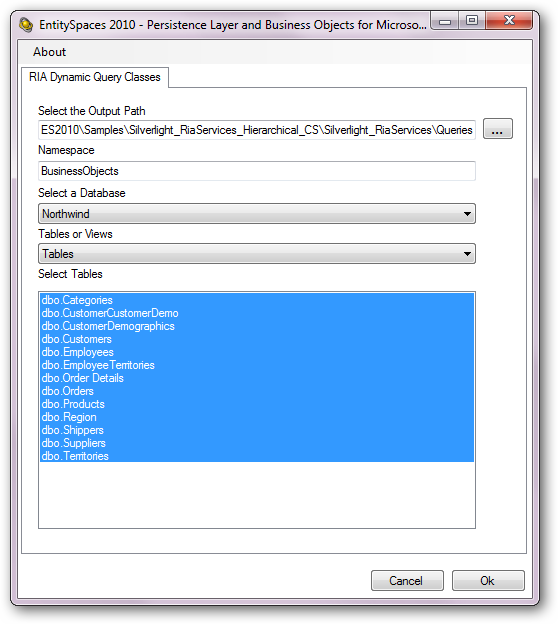 EntitySpaces 2010 - Persistence Layer and Business Objects for Microso...
About
RIA Dynamic Query Classes
Select the Output Path
ES2010\Samples\Silverlight_RiaServices_Hierarchical_CS\Silverlight_RiaServices\Queries
...
Namespace
BusinessObjects
Select a Database
Northwind
Tables or Views
Tables
Select Tables
dbo.Categories
dbo.CustomerCustomerDemo
dbo.CustomerDemographics
dbo.Customers
dbo.Employees
dbo.EmployeeTerritories
dbo.Order Details
dbo.Orders
dbo.Products
dbo.Region
dbo.Shippers
dbo.Suppliers
dbo.Territories
Cancel
Ok